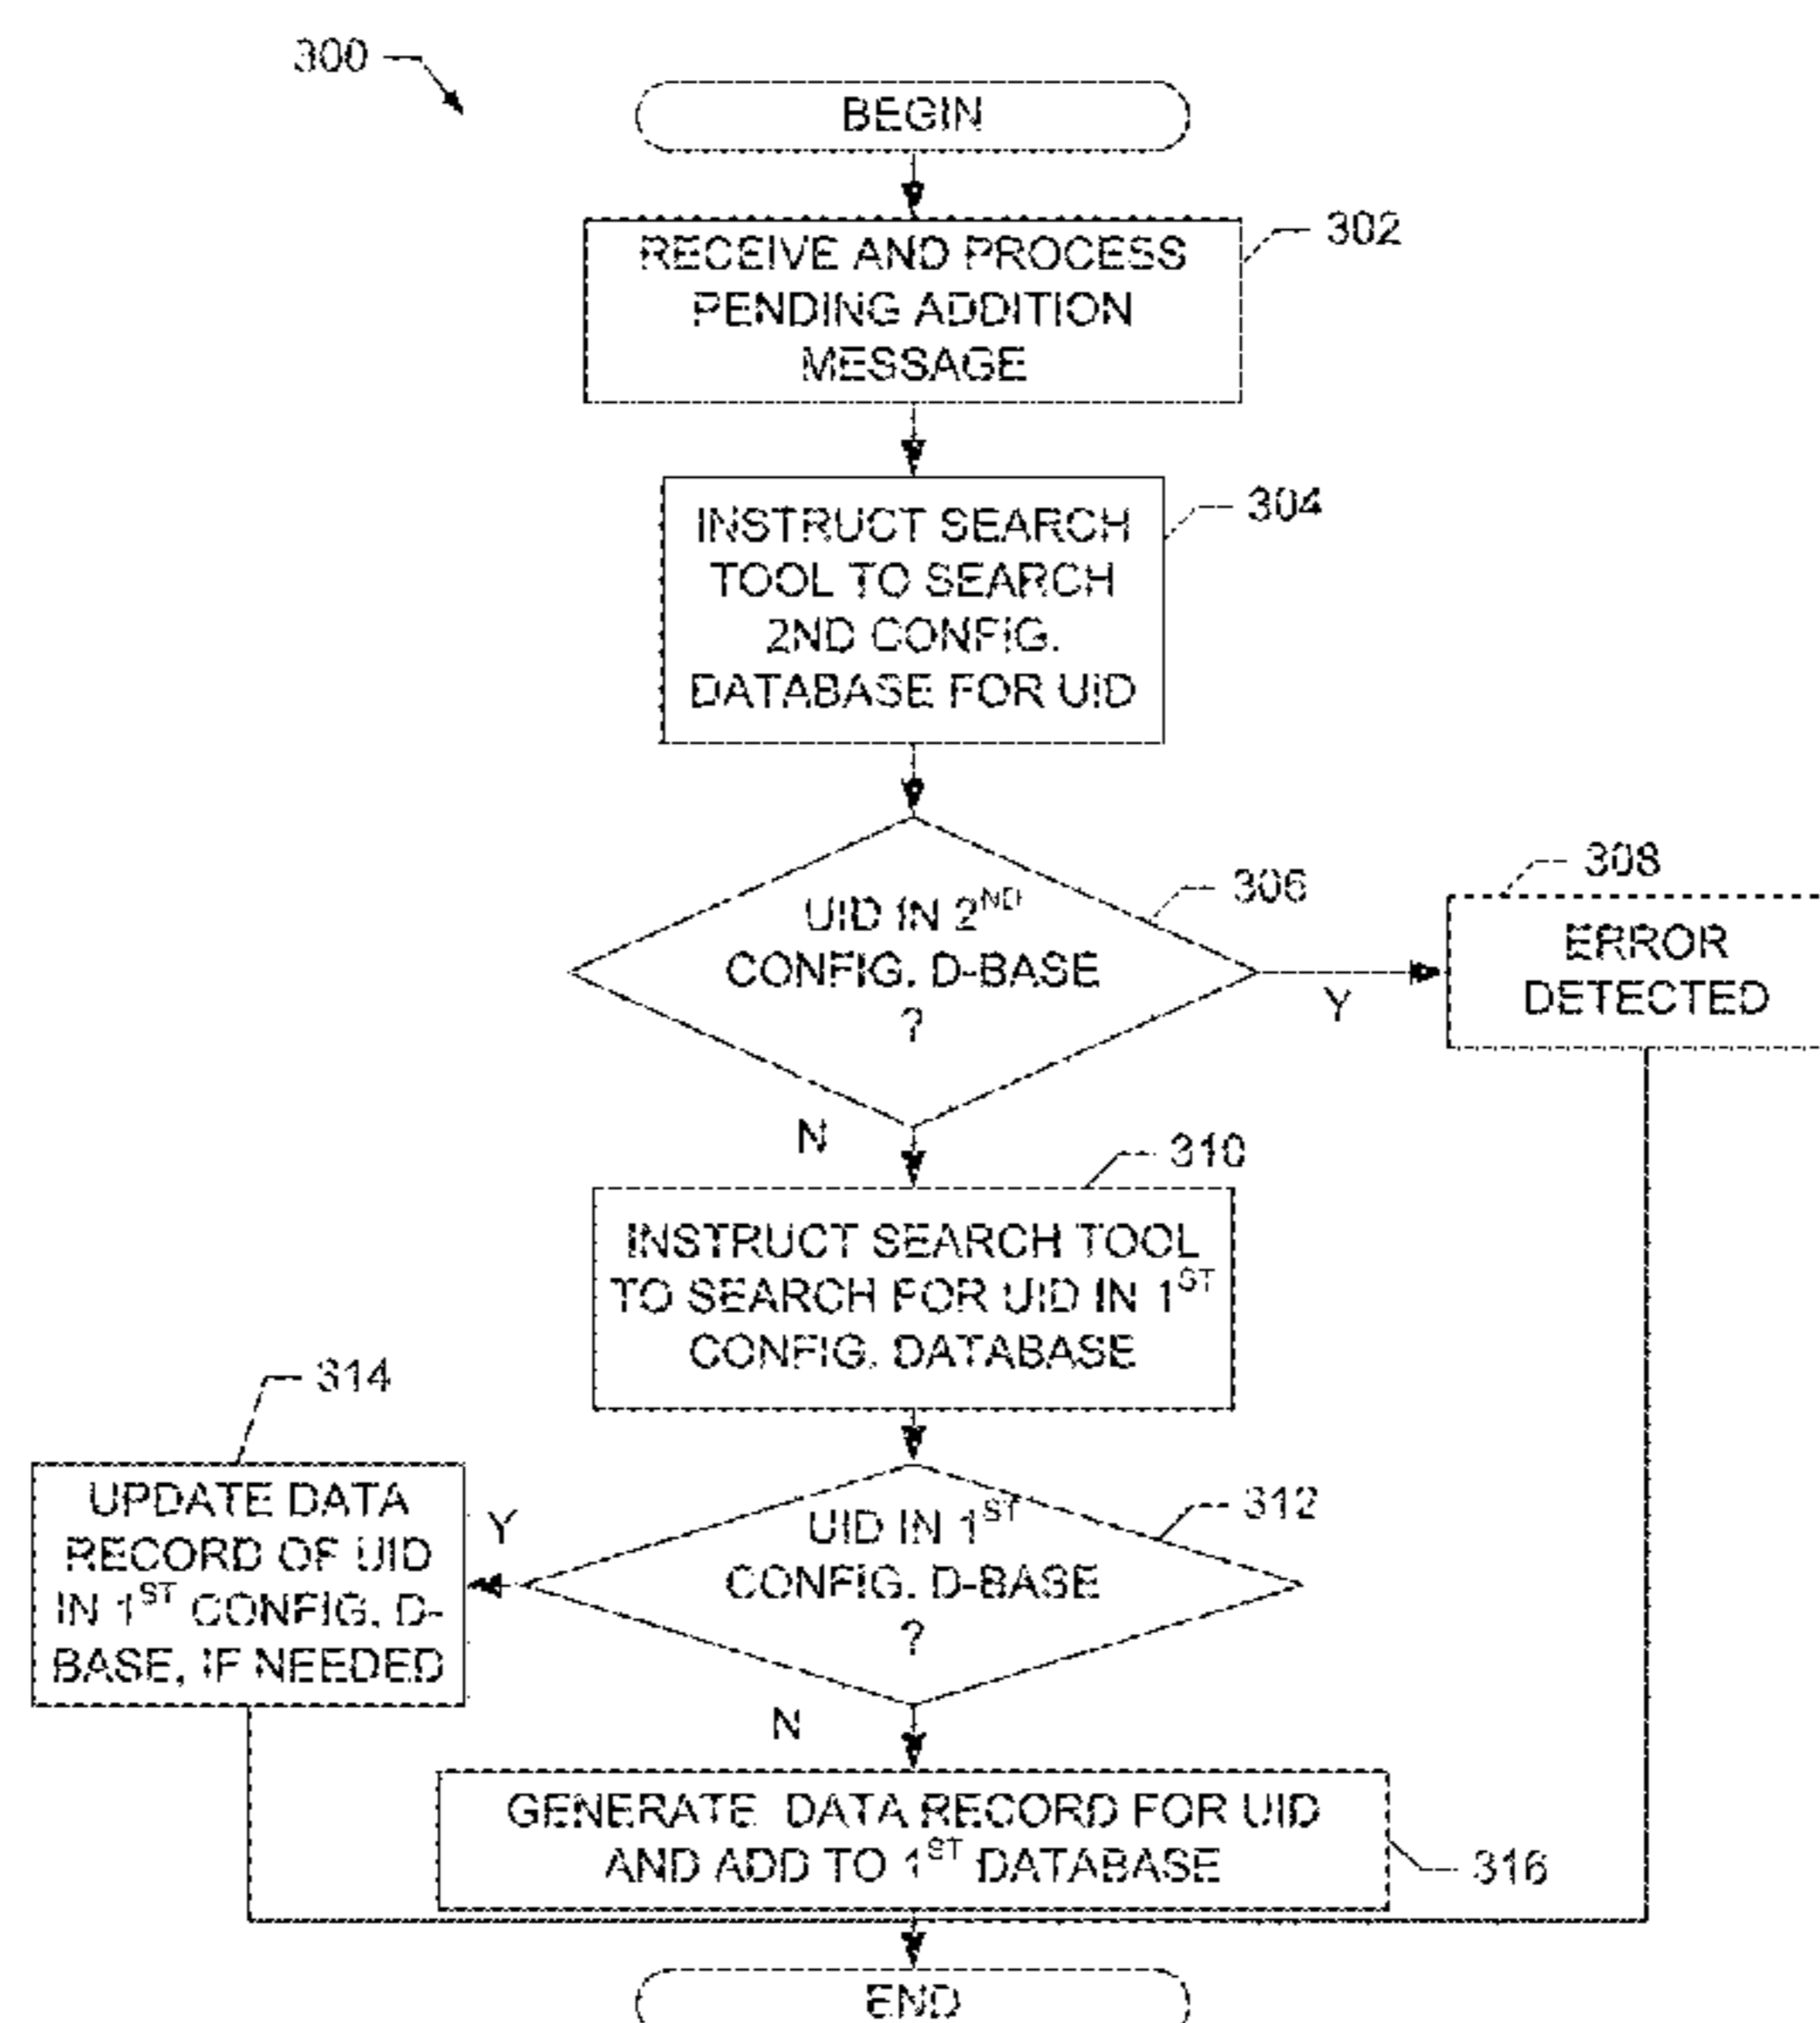 300
BEGIN
RECEIVE AND PROCESS
PENDING ADDITION
MESSAGE
302
INSTRUCT SEARCH
TOOL TO SEARCH
2ND CONFIG.
DATABASE FOR UID
304
UID IN 2ND
CONFIG. D-BASE
?
306
Y
308
ERROR
DETECTED
N
310
INSTRUCT SEARCH TOOL
TO SEARCH FOR UID IN 1ST
CONFIG. DATABASE
314
UPDATE DATA
RECORD OF UID
IN 1ST CONFIG. D-
BASE, IF NEEDED
Y
UID IN 1ST
CONFIG. D-BASE
?
312
N
GENERATE DATA RECORD FOR UID
AND ADD TO 1ST DATABASE
316
END